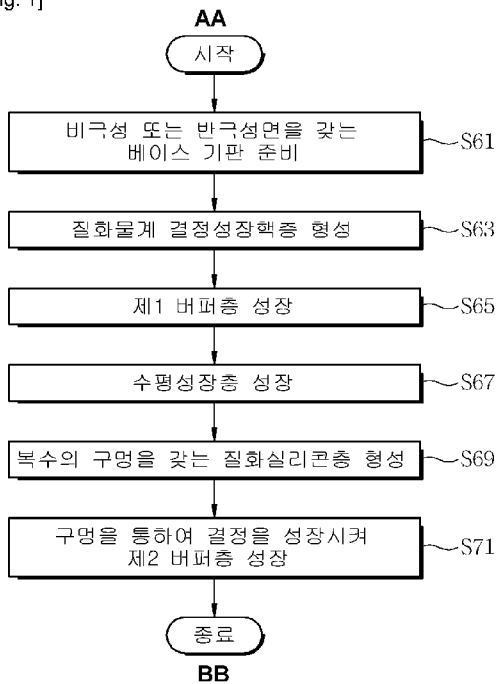 [Fig. 1]
AA
시작
비극성 또는 반극성면을 갖는
베이스 기판 준비
S61
질화물계 결정성장핵층 형성
S63
제1 버퍼층 성장
S65
수평성장층 성장
S67
복수의 구멍을 갖는 질화실리콘층 형성
S69
구멍을 통하여 결정을 성장시켜
제2 버퍼층 성장
S71
종료
BB